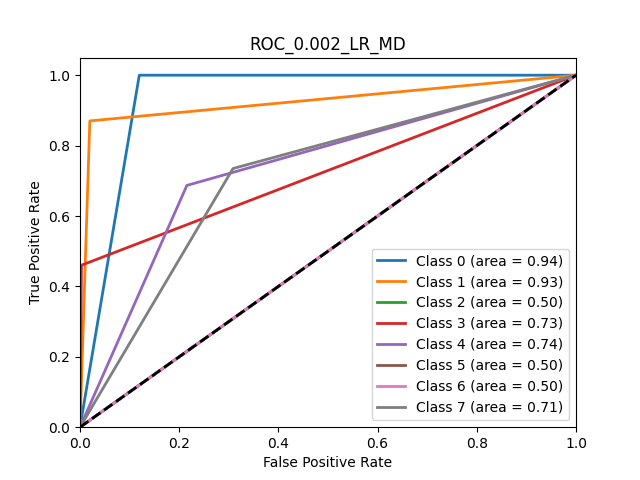 ROC_0.002_LR_MD
True Positive Rate
1.0
0.8
0.6
0.4
0.2
0.0
Class 0 (area = 0.94)
Class 1 (area = 0.93)
Class 2 (area = 0.50)
Class 3 (area = 0.73)
Class 4 (area = 0.74)
Class 5 (area = 0.50)
Class 6 (area = 0.50)
Class 7 (area = 0.71)
0.0 0.2 0.4 0.6 0.8 1.0
False Positive Rate